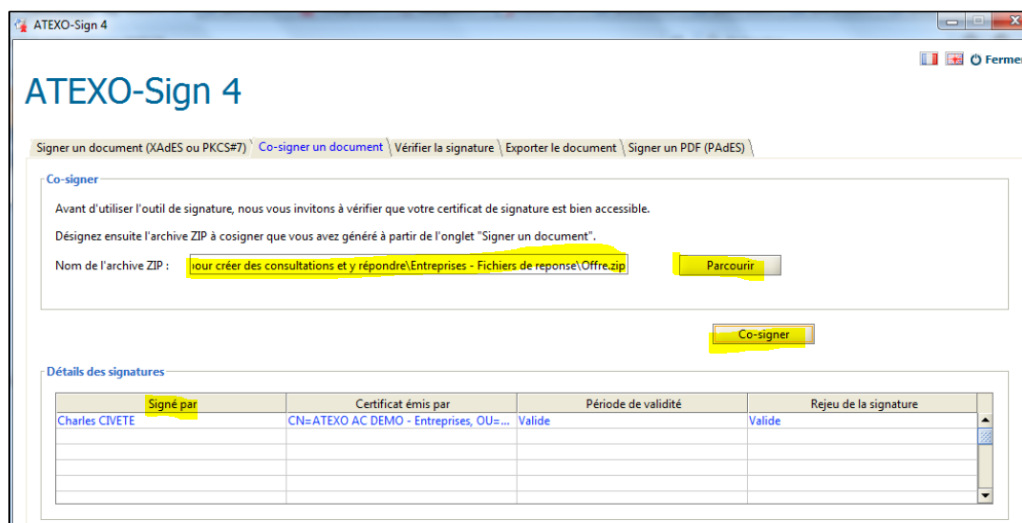 ATEXO-Sign 4
Fermer
ATEXO-Sign 4
Signer un document (XAdES ou PKCS#7) Co-signer un document Vérifier la signature Exporter le document Signer un PDF (PAdES)
Co-signer
Avant d'utiliser l'outil de signature, nous vous invitons à vérifier que votre certificat de signature est bien accessible.
Désignez ensuite l'archive ZIP à cosigner que vous avez généré à partir de l'onglet "Signer un document".
Nom de l'archive ZIP : pour créer des consultations et y répondre\Entreprises - Fichiers de reponse\Offre.zip Parcourir
Co-signer
Détails des signatures
Signé par Certificat émis par Période de validité Rejeu de la signature
Charles CIVETE CN=ATEXO AC DEMO - Entreprises, OU=... Valide Valide